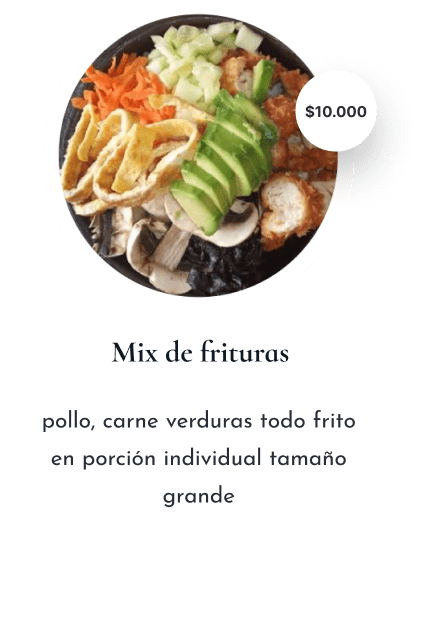 $10.000
Mix de frituras
pollo, carne verduras todo frito
en porción individual tamaño
grande